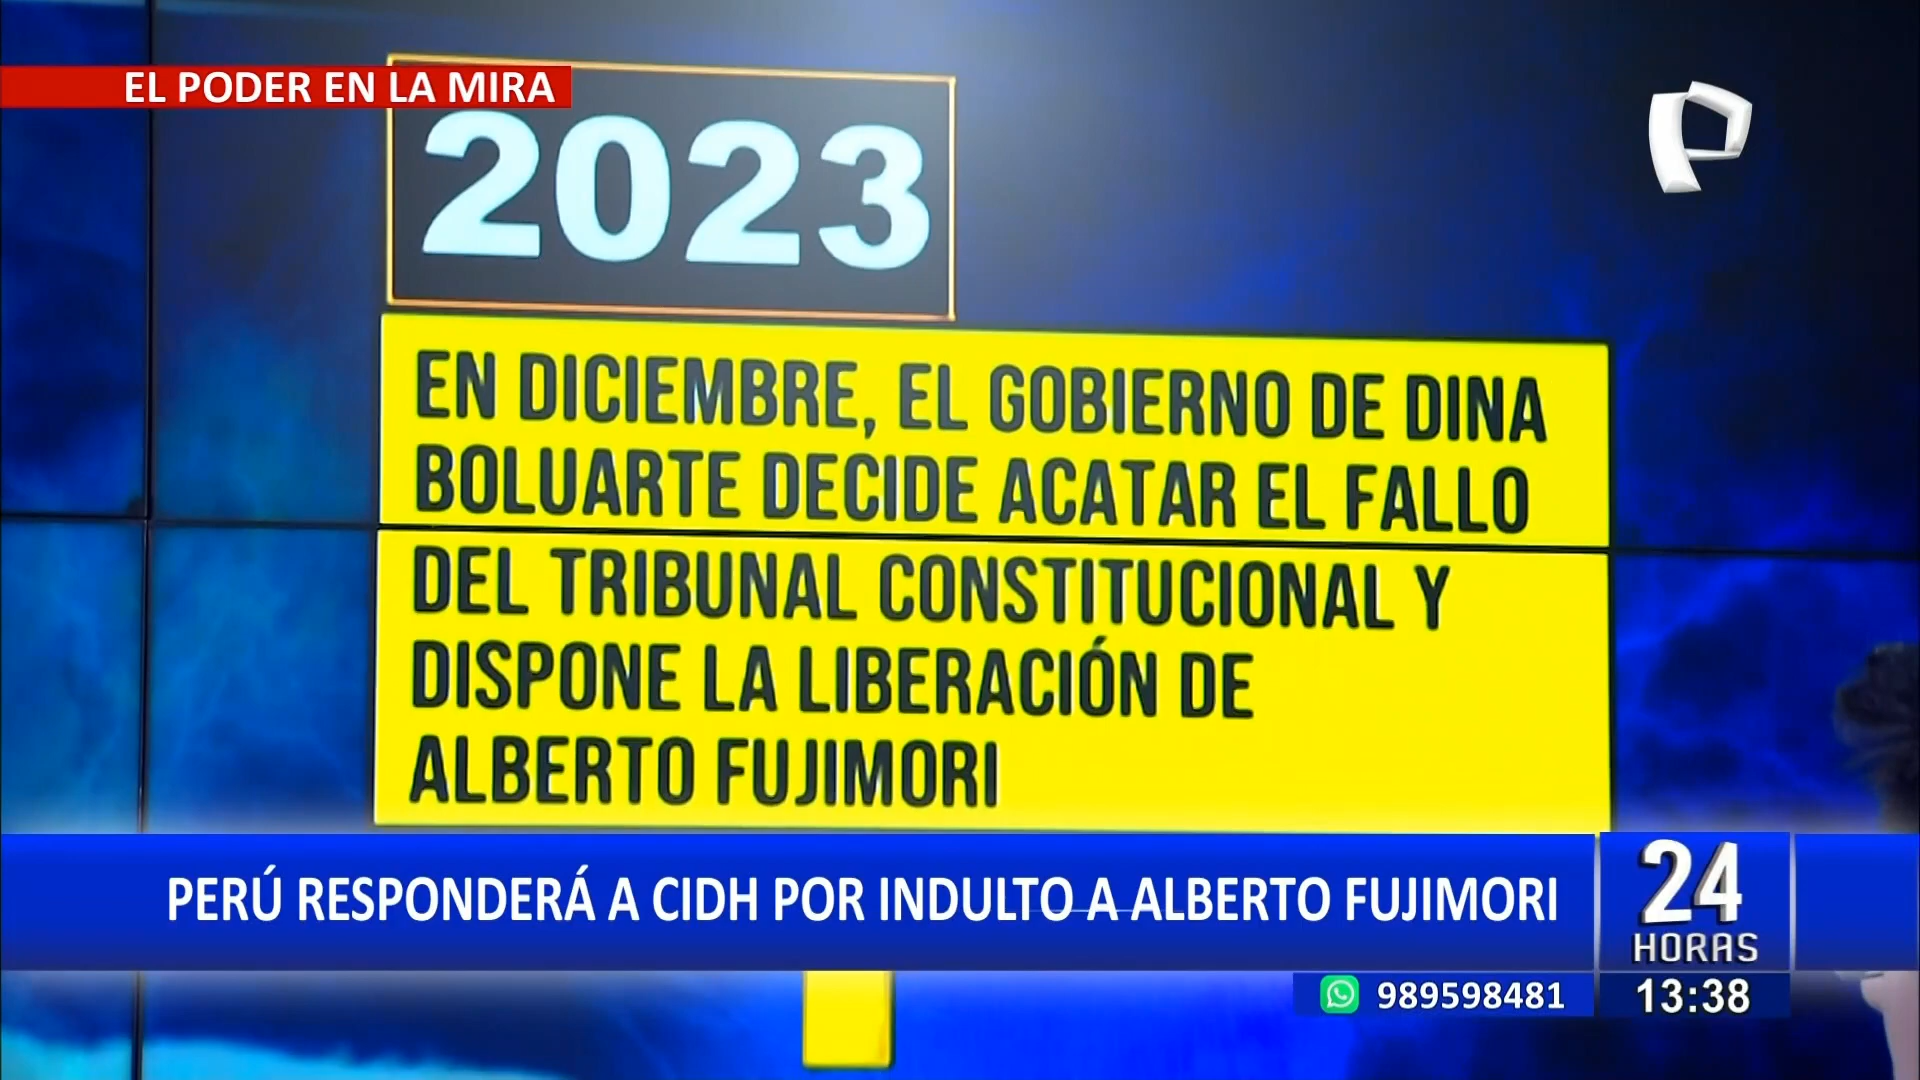 EL PODER EN LA MIRA
2023
EN DICIEMBRE, EL GOBIERNO DE DINA
BOLUARTE DECIDE ACATAR EL FALLO
DEL TRIBUNAL CONSTITUCIONAL Y
DISPONE LA LIBERACIÓN DE
ALBERTO FUJIMORI
PERÚ RESPONDERÁ A CIDH POR INDULTO A ALBERTO FUJIMORI
24
HORAS
989598481
13:38